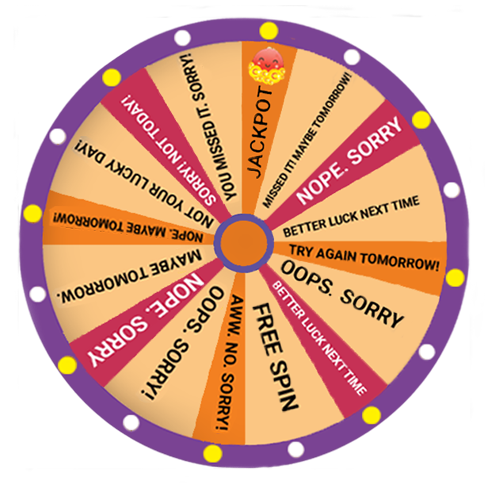 JACKPOT
MISSED IT! MAYBE TOMORROW!
NOPE. SORRY
BETTER LUCK NEXT TIME
TRY AGAIN TOMORROW!
OOPS. SORRY
BETTER LUCK NEXT TIME
FREE SPIN
AWW. NO. SORRY!
OOPS. SORRY!
NOPE. SORRY
MAYBE TOMORROW.
NOPE. MAYBE TOMORROW!
NOT YOUR LUCKY DAY!
SORRY! NOT TODAY!
YOU MISSED IT. SORRY!